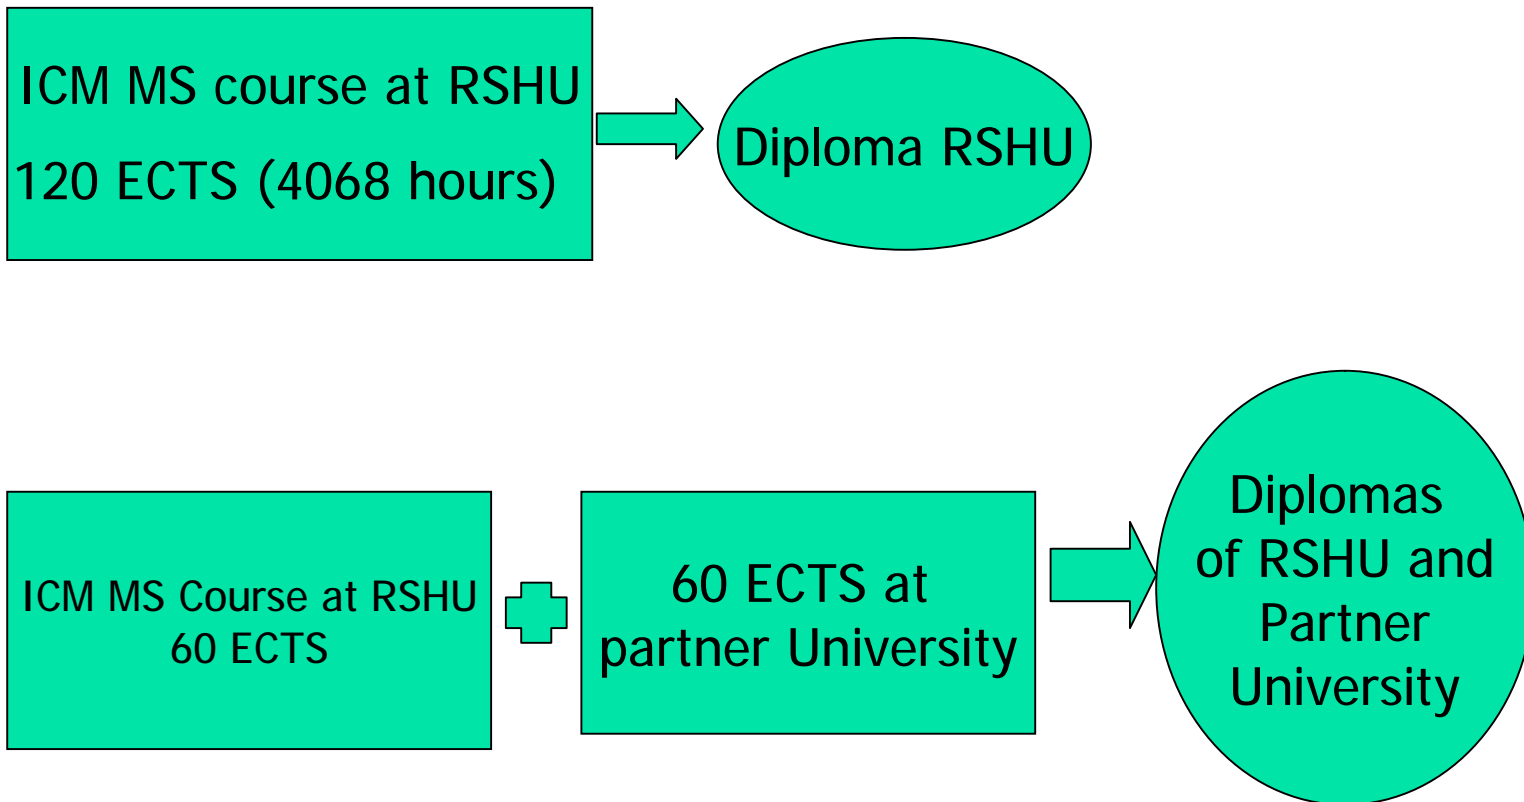 ICM MS course at RSHU
120 ECTS (4068 hours)
Diploma RSHU
ICM MS Course at RSHU
60 ECTS
60 ECTS at
partner University
Diplomas
of RSHU and
Partner
University